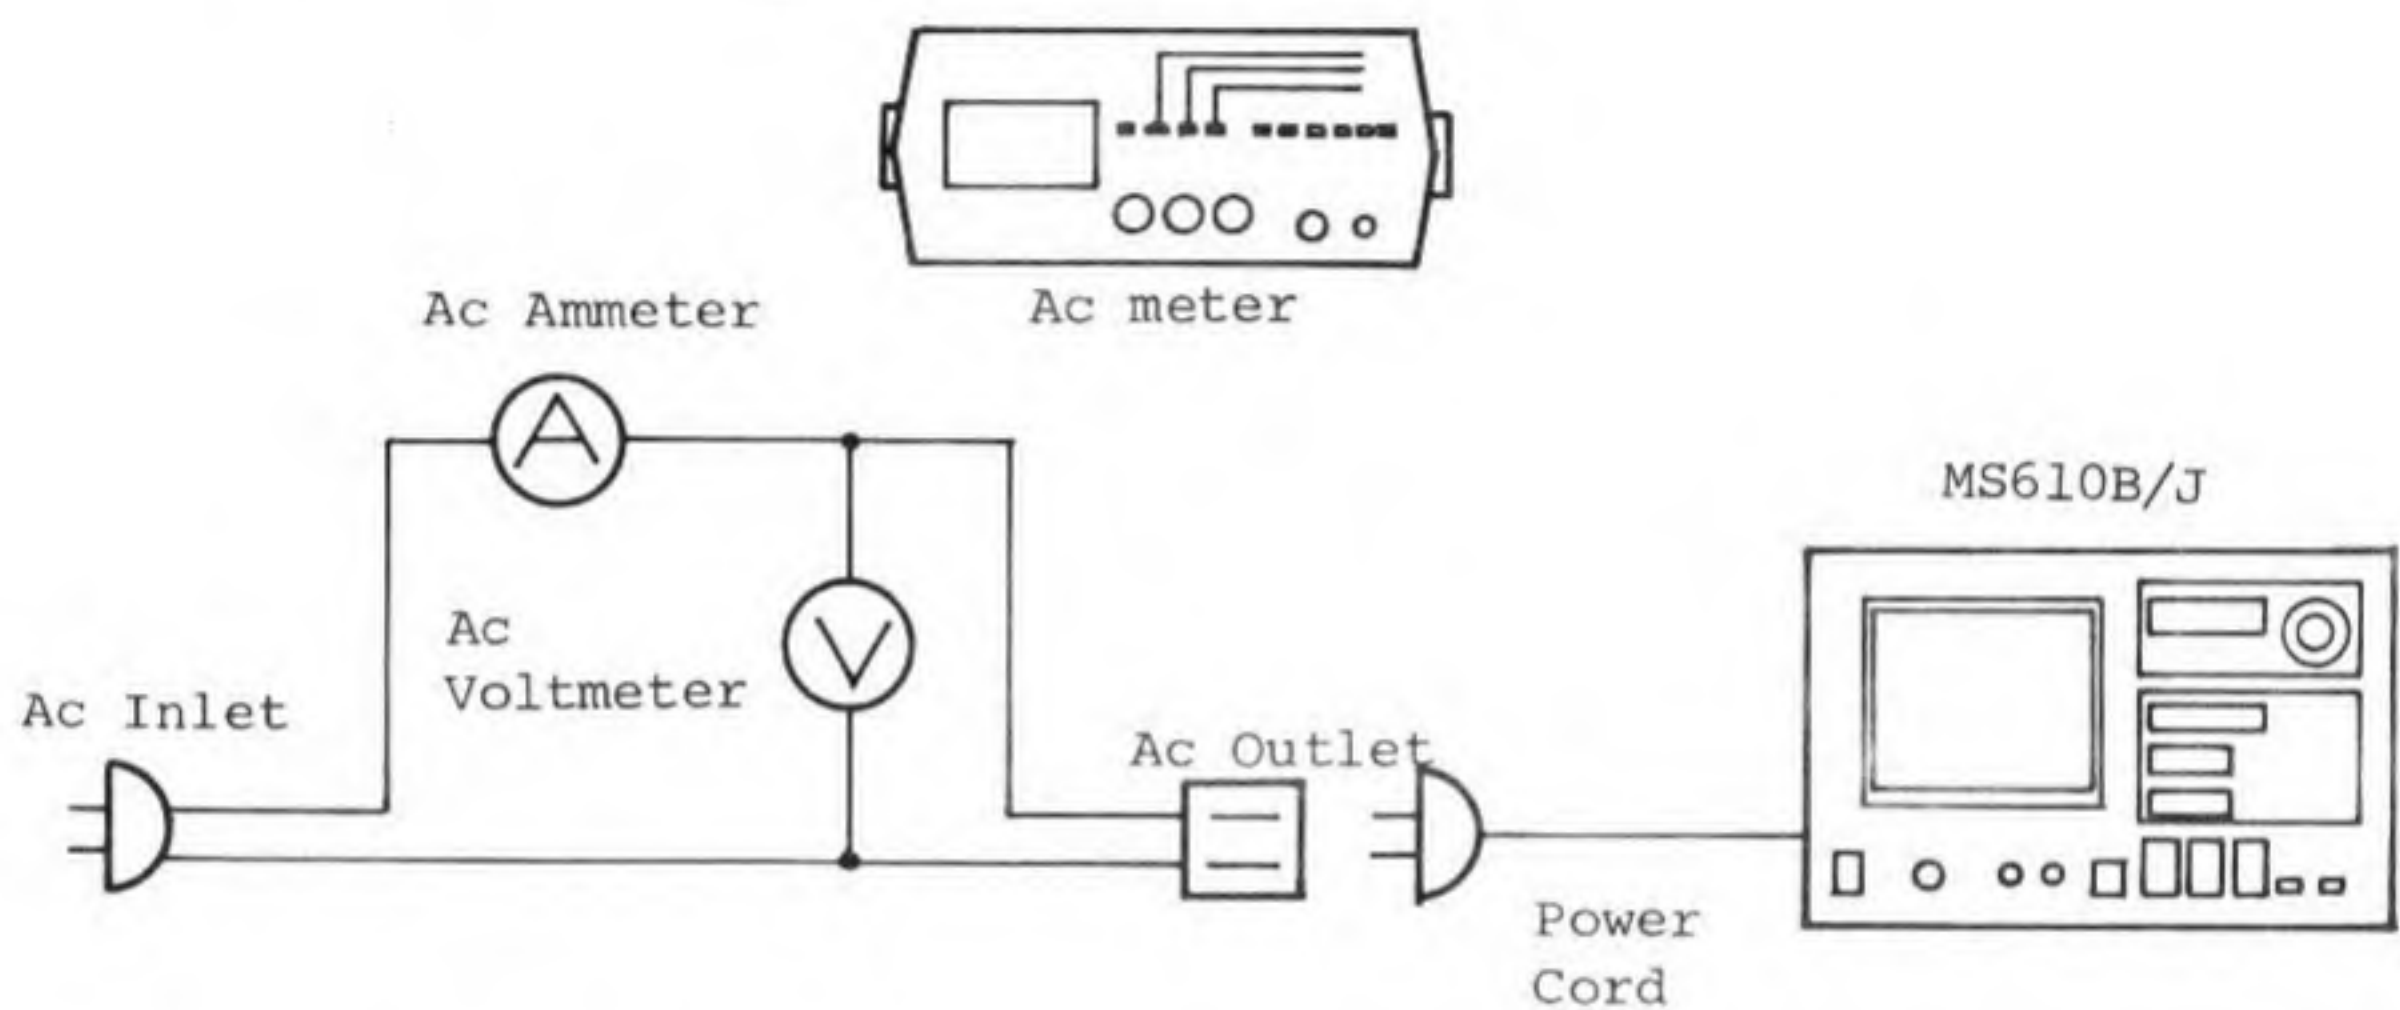 Ac meter
Ac Ammeter
A
MS610B/J
Ac
Voltmeter
V
Ac Inlet
Ac Outlet
Power
Cord